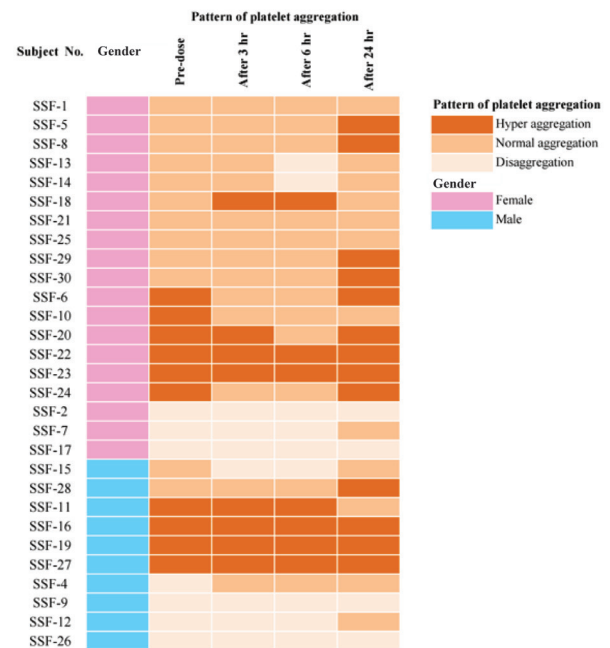 Pattern of platelet aggregation
Subject No. Gender Pre-dose After 3 hr After 6 hr After 24 hr
SSF-1
SSF-5
SSF-8
SSF-13
SSF-14
SSF-18
SSF-21
SSF-25
SSF-29
SSF-30
SSF-6
SSF-10
SSF-20
SSF-22
SSF-23
SSF-24
SSF-2
SSF-7
SSF-17
SSF-15
SSF-28
SSF-11
SSF-16
SSF-19
SSF-27
SSF-4
SSF-9
SSF-12
SSF-26
Pattern of platelet aggregation
Hyper aggregation
Normal aggregation
Disaggregation
Gender
Female
Male